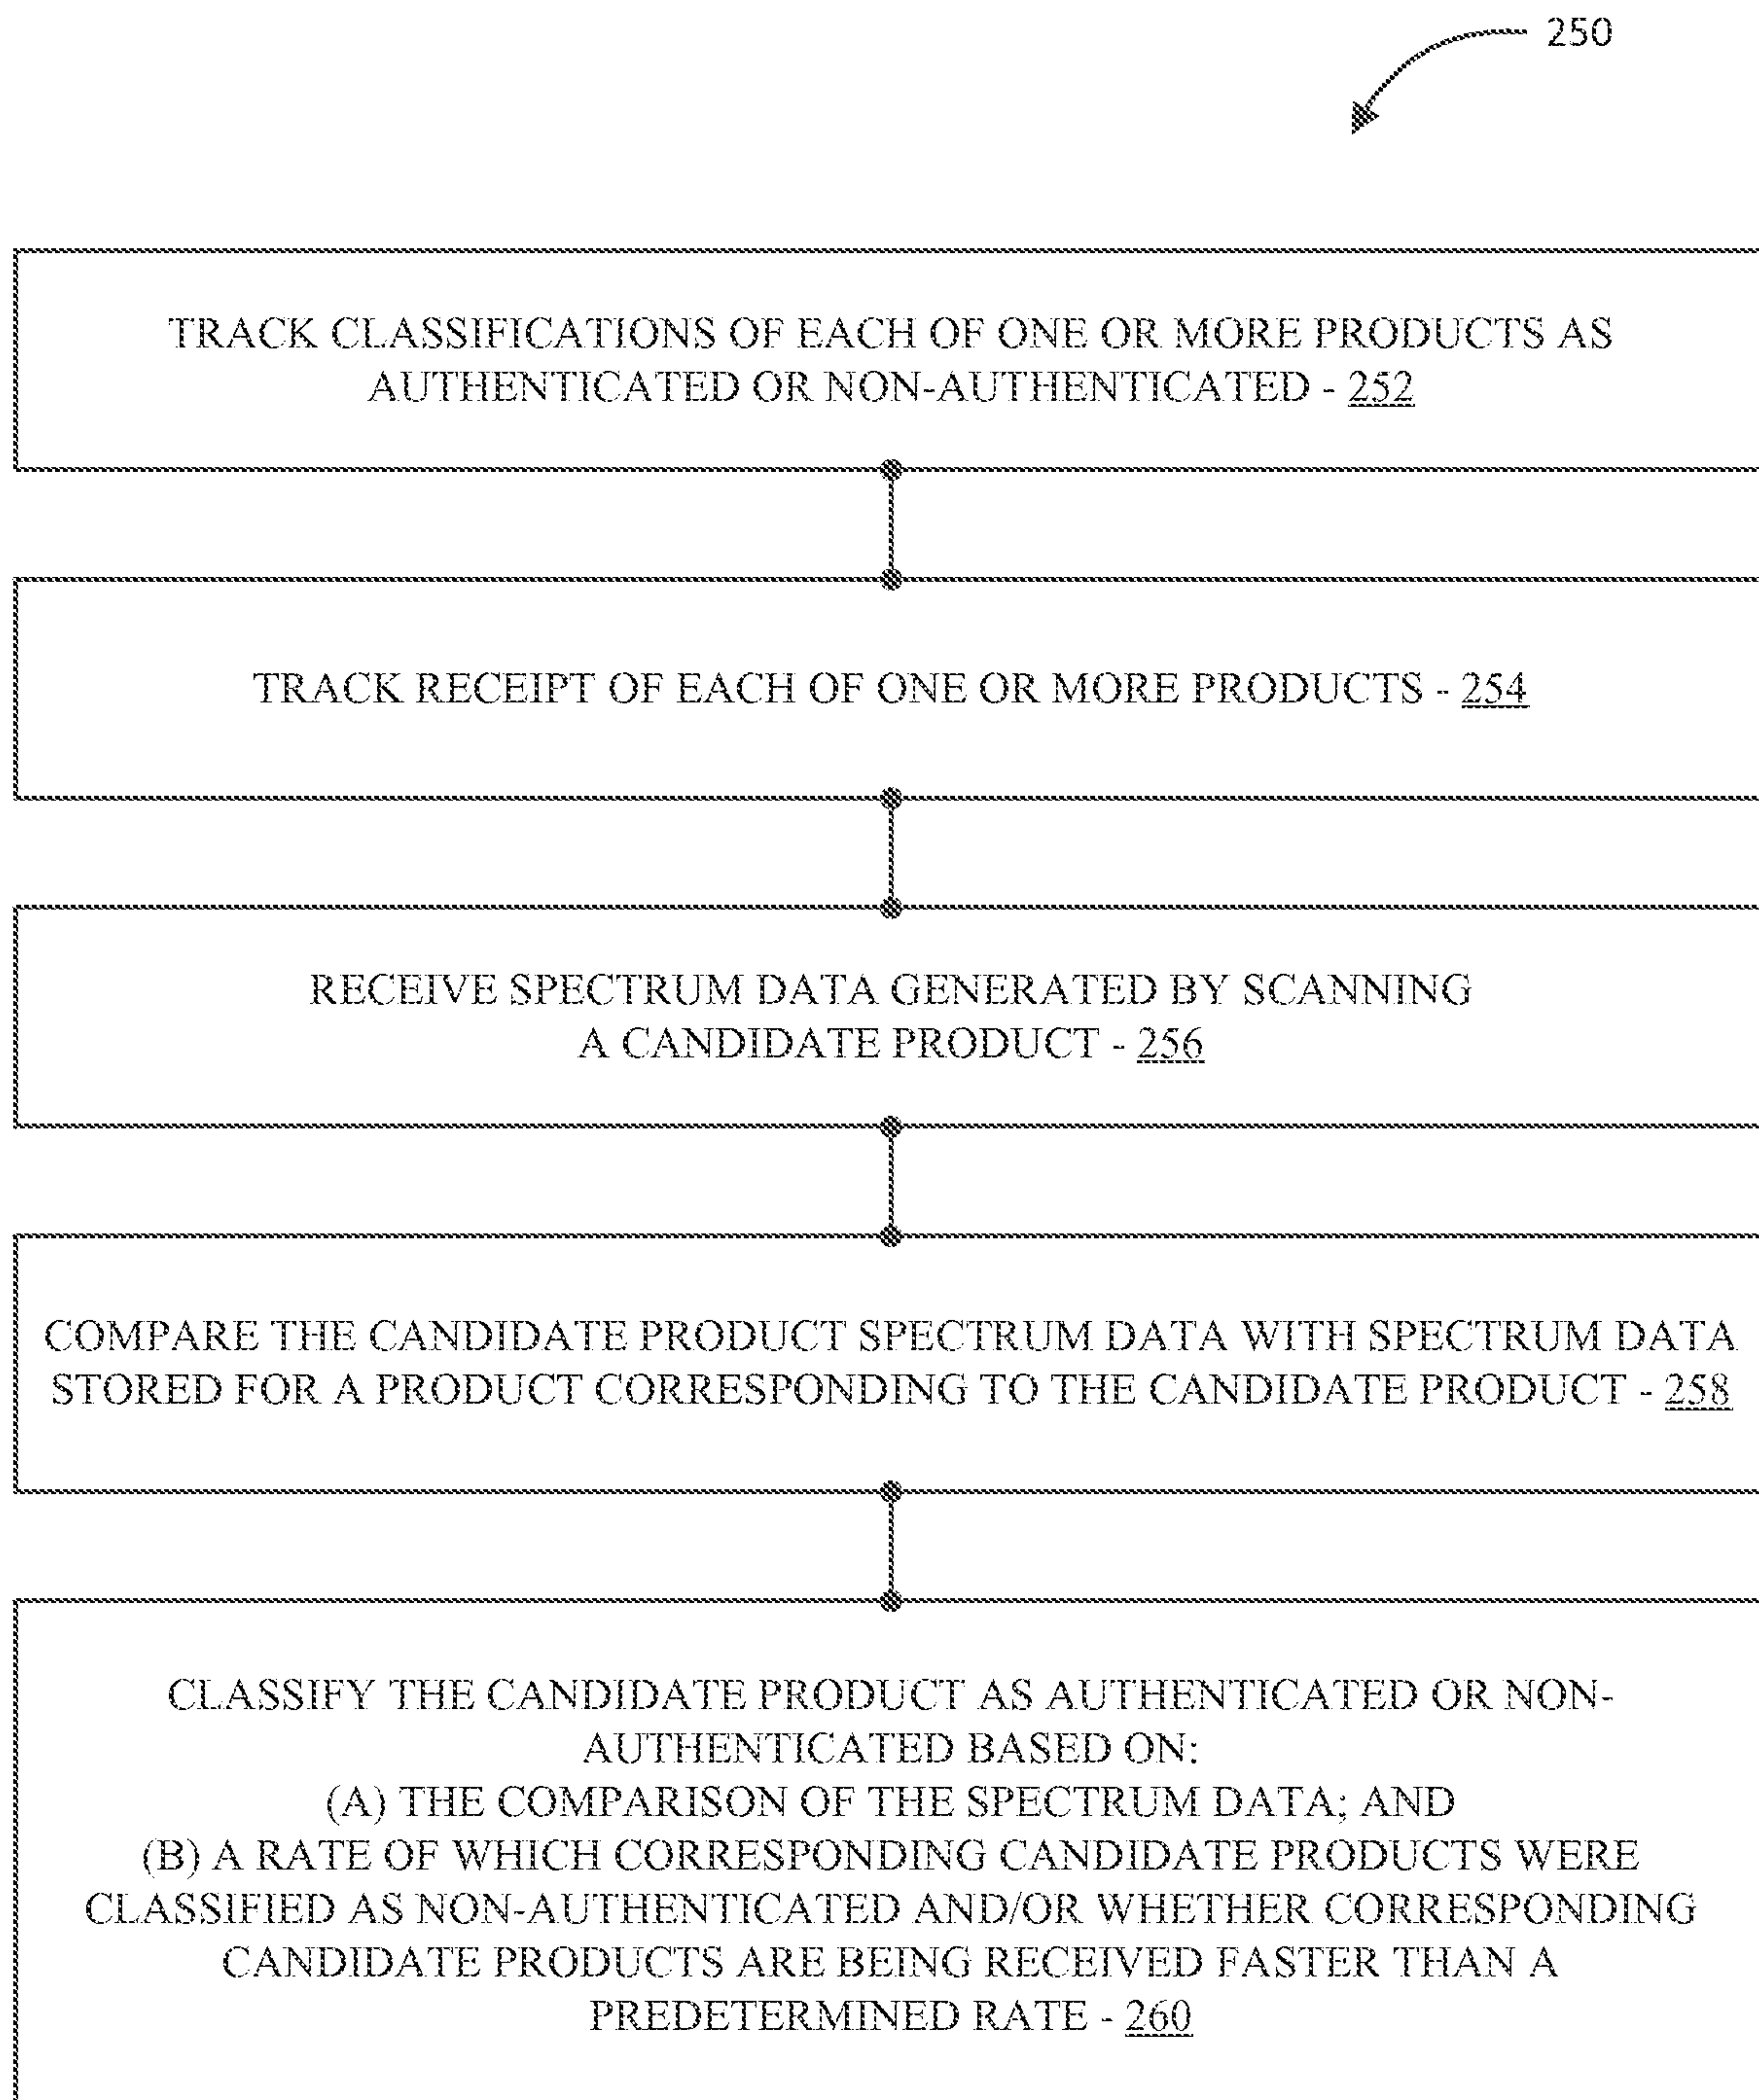 250
TRACK CLASSIFICATIONS OF EACH OF ONE OR MORE PRODUCTS AS
AUTHENTICATED OR NON-AUTHENTICATED - 252
TRACK RECEIPT OF EACH OF ONE OR MORE PRODUCTS - 254
RECEIVE SPECTRUM DATA GENERATED BY SCANNING
A CANDIDATE PRODUCT - 256
COMPARE THE CANDIDATE PRODUCT SPECTRUM DATA WITH SPECTRUM DATA
STORED FOR A PRODUCT CORRESPONDING TO THE CANDIDATE PRODUCT - 258
CLASSIFY THE CANDIDATE PRODUCT AS AUTHENTICATED OR NON-
AUTHENTICATED BASED ON:
(A) THE COMPARISON OF THE SPECTRUM DATA; AND
(B) A RATE OF WHICH CORRESPONDING CANDIDATE PRODUCTS WERE
CLASSIFIED AS NON-AUTHENTICATED AND/OR WHETHER CORRESPONDING
CANDIDATE PRODUCTS ARE BEING RECEIVED FASTER THAN A
PREDETERMINED RATE - 260